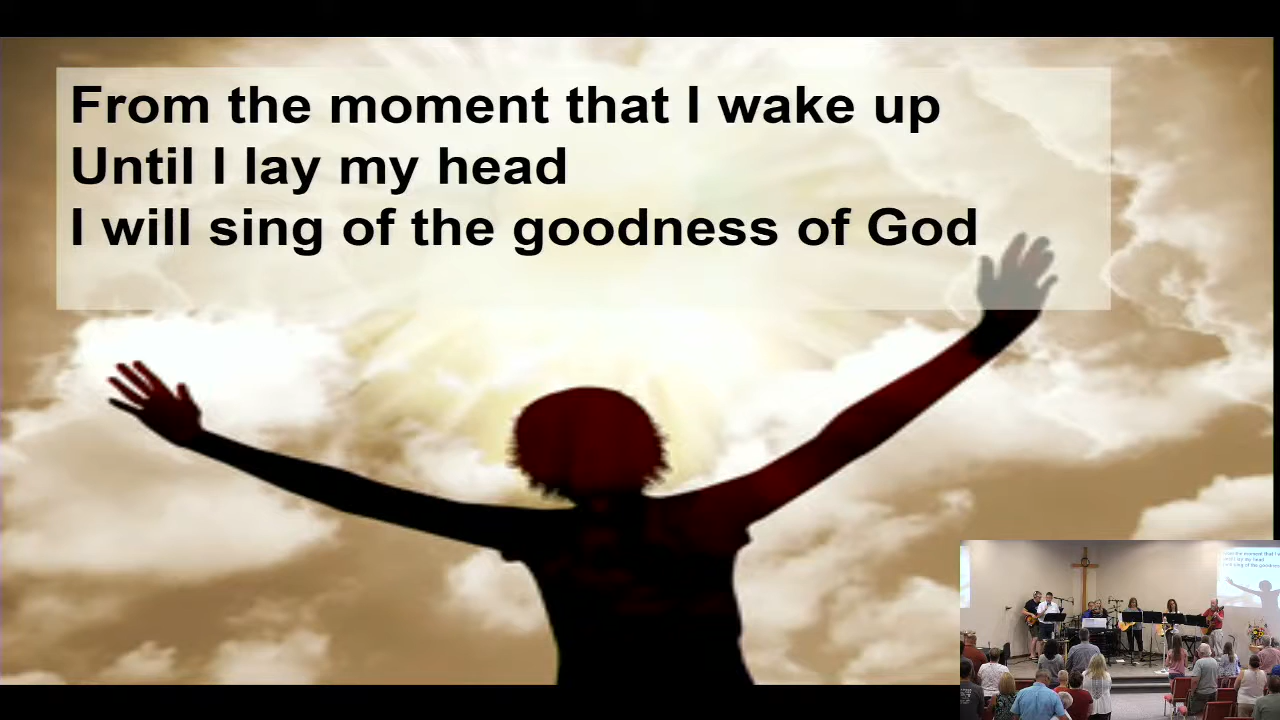 From the moment that I wake up
Until I lay my head
I will sing of the goodness of God